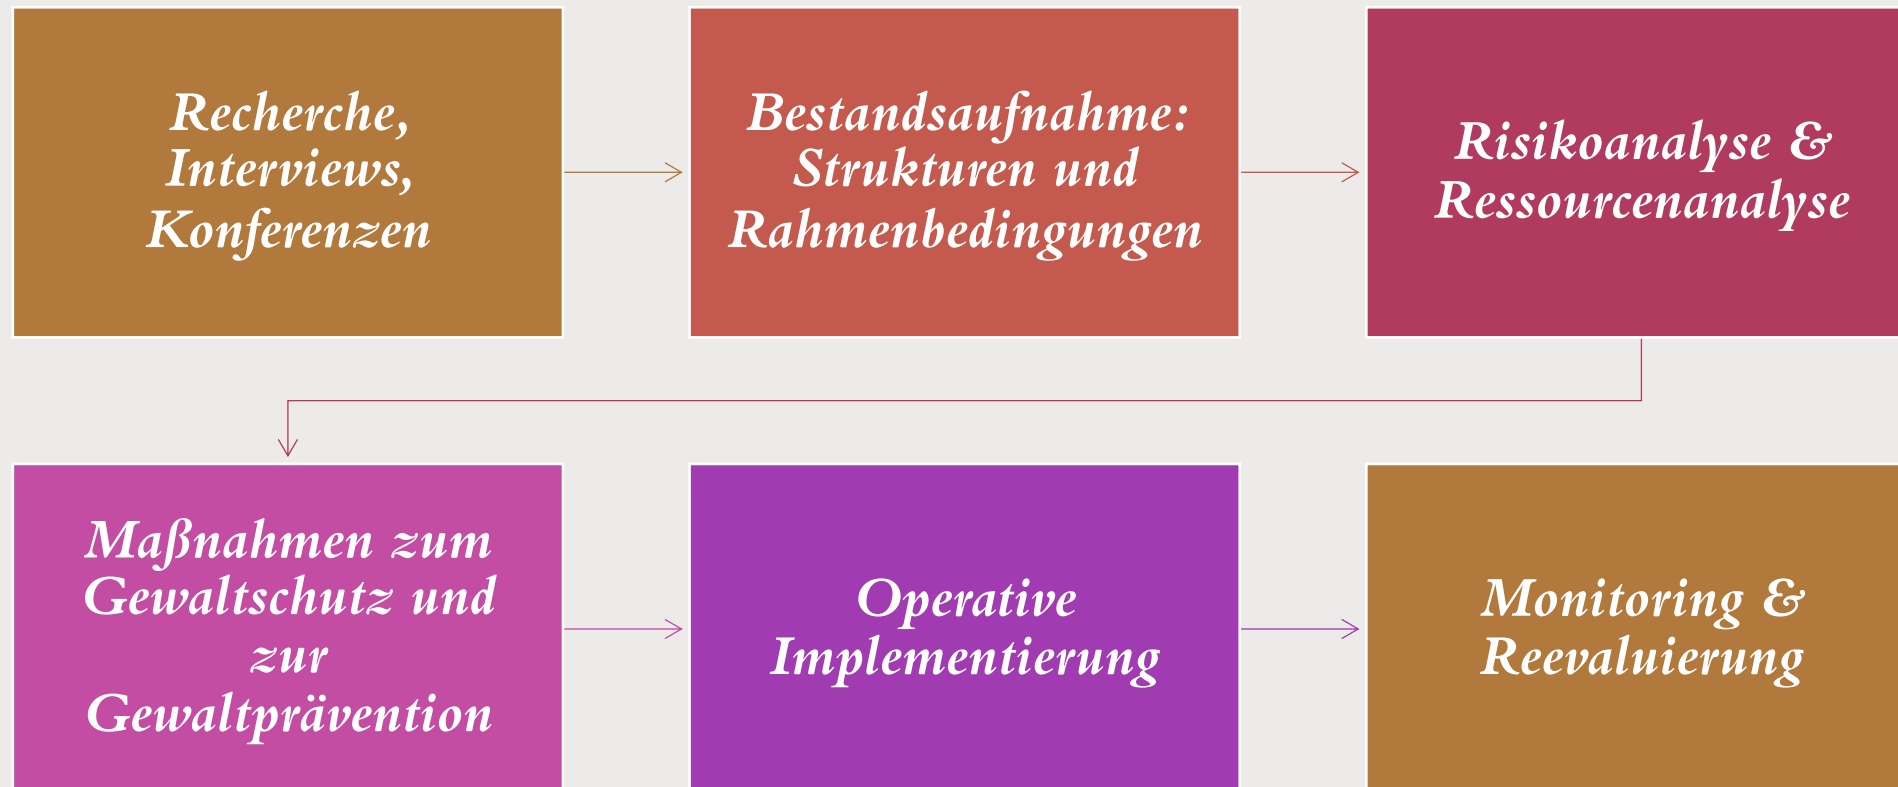 Recherche,
Interviews,
Konferenzen
Bestandsaufnahme:
Strukturen und
Rahmenbedingungen
Risikoanalyse &
Ressourcenanalyse
Maßnahmen zum
Gewaltschutz und
zur
Gewaltprävention
Operative
Implementierung
Monitoring &
Reevaluierung